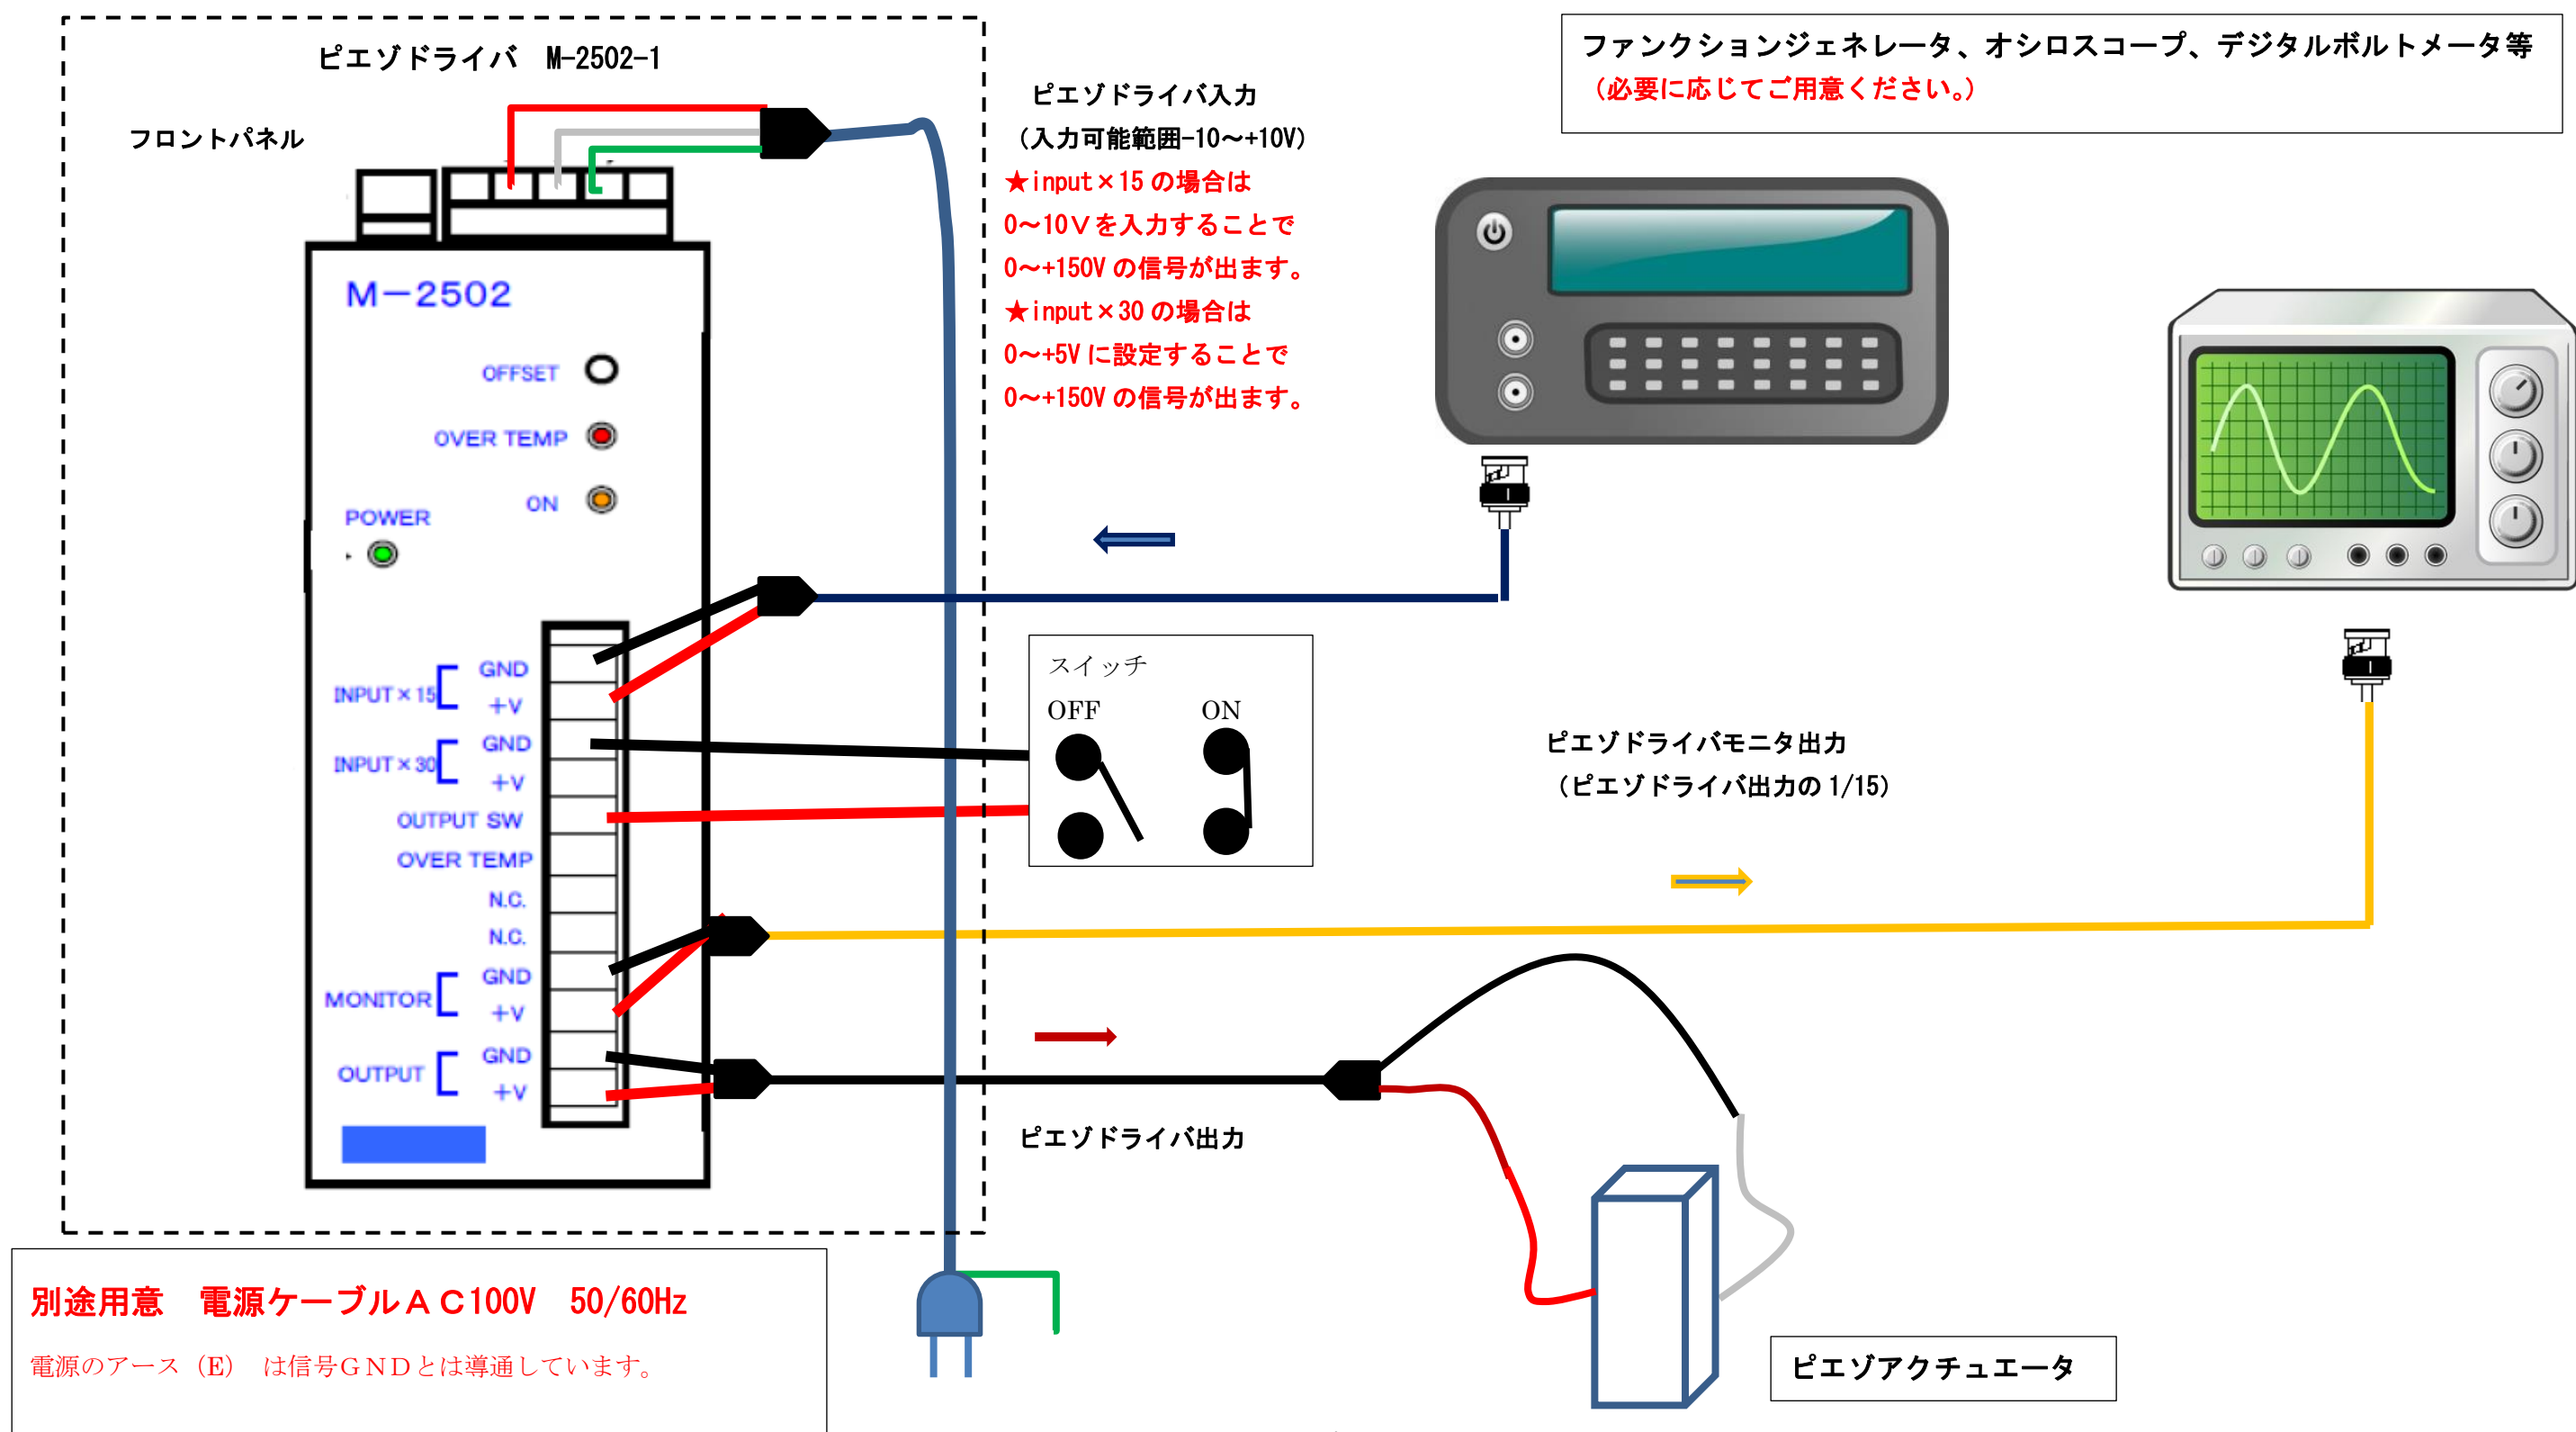 ピエゾドライバ　M-2502-1
フロントパネル
M－2502
OFFSET
OVER TEMP
ON
POWER
GND
INPUT×15
+V
GND
INPUT×30
+V
OUTPUT SW
OVER TEMP
N.C.
N.C.
GND
MONITOR
+V
GND
OUTPUT
+V
ピエゾドライバ入力
（入力可能範囲-10～+10V）
★input×15 の場合は
0～10Ｖを入力することで
0～+150V の信号が出ます。
★input×30 の場合は
0～+5V に設定することで
0～+150V の信号が出ます。
ファンクションジェネレータ、オシロスコープ、デジタルボルトメータ等
（必要に応じてご用意ください。）
スイッチ
OFF ON
ピエゾドライバモニタ出力
（ピエゾドライバ出力の 1/15）
ピエゾドライバ出力
ピエゾアクチュエータ
別途用意　電源ケーブルＡＣ100V　50/60Hz
電源のアース（E）　は信号ＧＮＤとは導通しています。